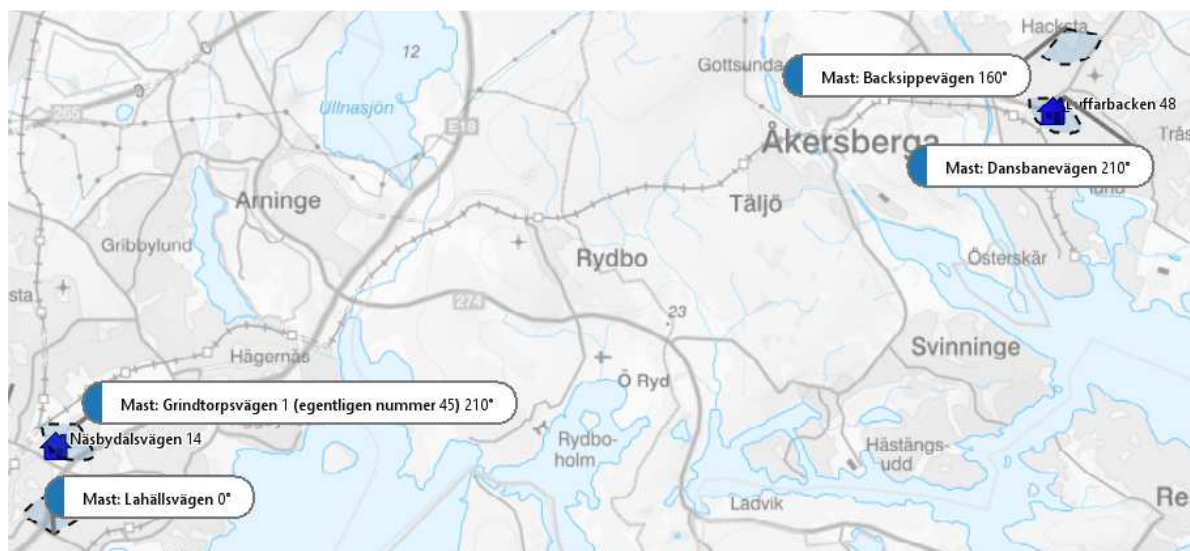 Hacksta
12
Gottsunda
Mast: Backsippevägen 160°
Ullnasjön
265
E18
Luffarbacken 48
Åkersberga
Mast: Dansbanevägen 210°
Arninge
Täljö
Gribbylund
Rydbo
Österskär
274
23
Hägernäs
Svinninge
Ö Ryd
Mast: Grindtorpsvägen 1 (egentligen nummer 45) 210°
Näsbydalsvägen 14
Rydbo-
holm
Hästängs-
udd
Mast: Lahällsvägen 0°
Ladvik
Re